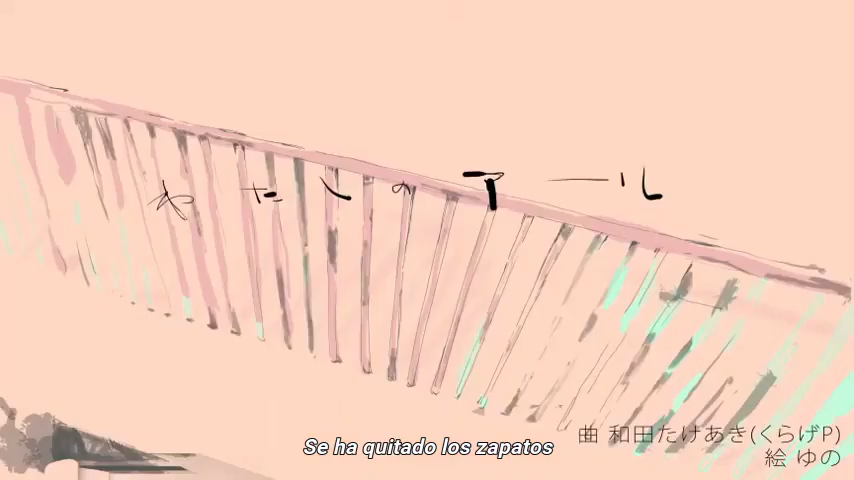 わたしのアール
Se ha quitado los zapatos
曲 和田たけあき(くらげP)
絵 ゆの